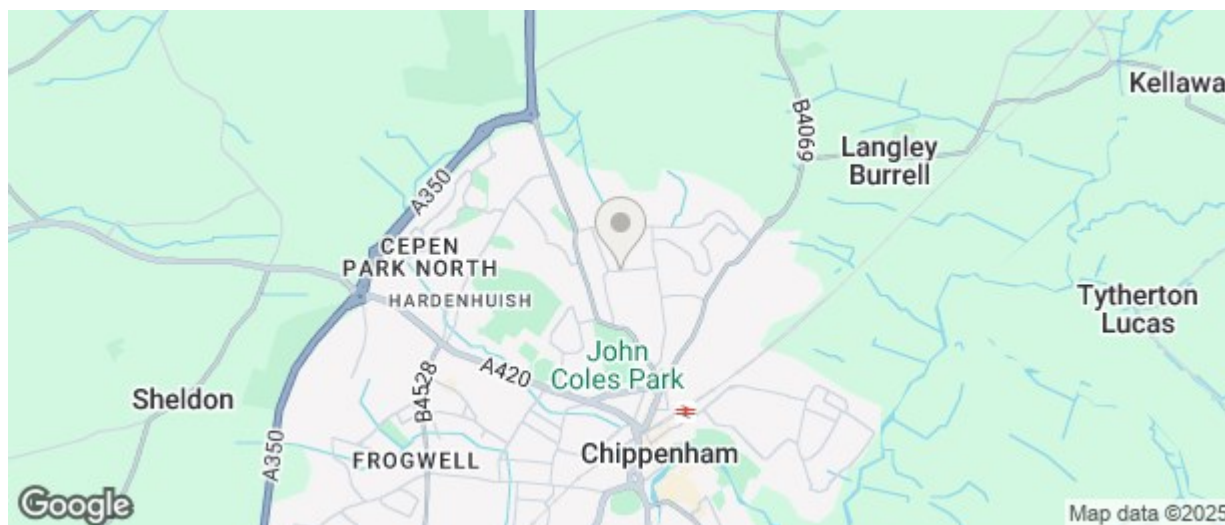 Kellawa
B4069
Langley
Burrell
A350
CEPEN
PARK NORTH
HARDENHUISH
Tytherton
Lucas
John
Coles Park
A420
B4528
Sheldon
A350
FROGWELL
Chippenham
Google
Map data ©2025